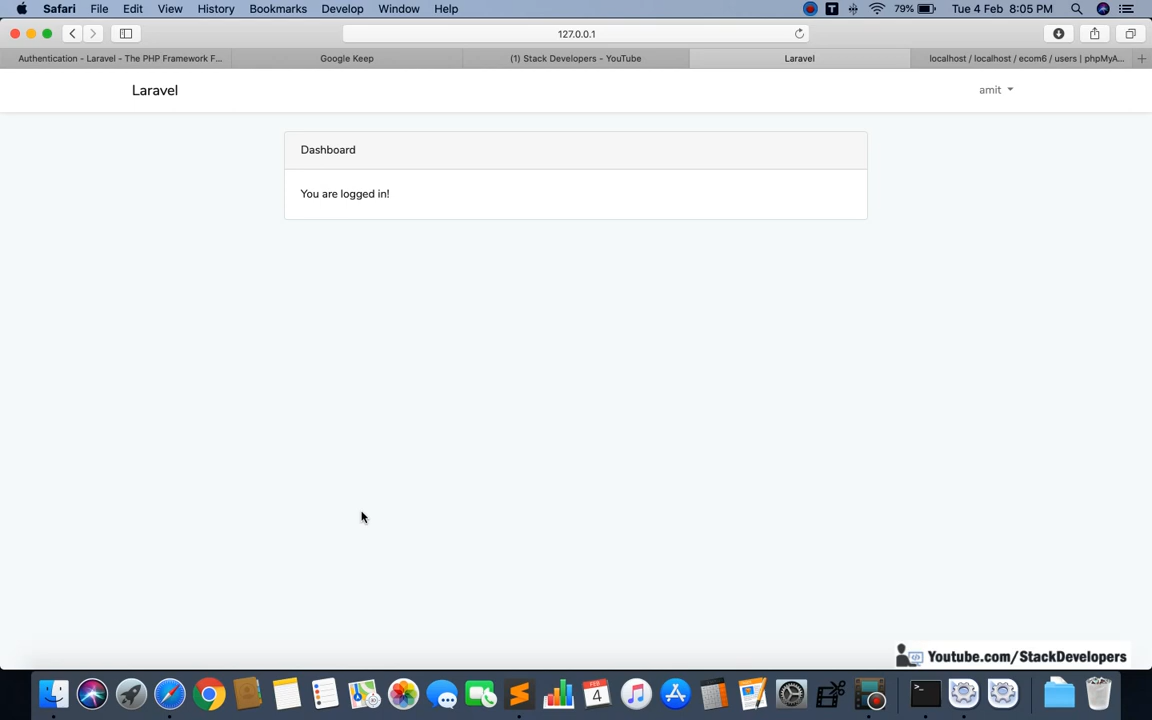 Safari File Edit View History Bookmarks Develop Window Help
79% Tue 4 Feb 8:05 PM
127.0.0.1
Authentication - Laravel - The PHP Framework F...
Google Keep
(1) Stack Developers - YouTube
Laravel
localhost / localhost / ecom6 / users | phpMyA...
Laravel
amit
Dashboard
You are logged in!
Youtube.com/StackDevelopers
FEB
4